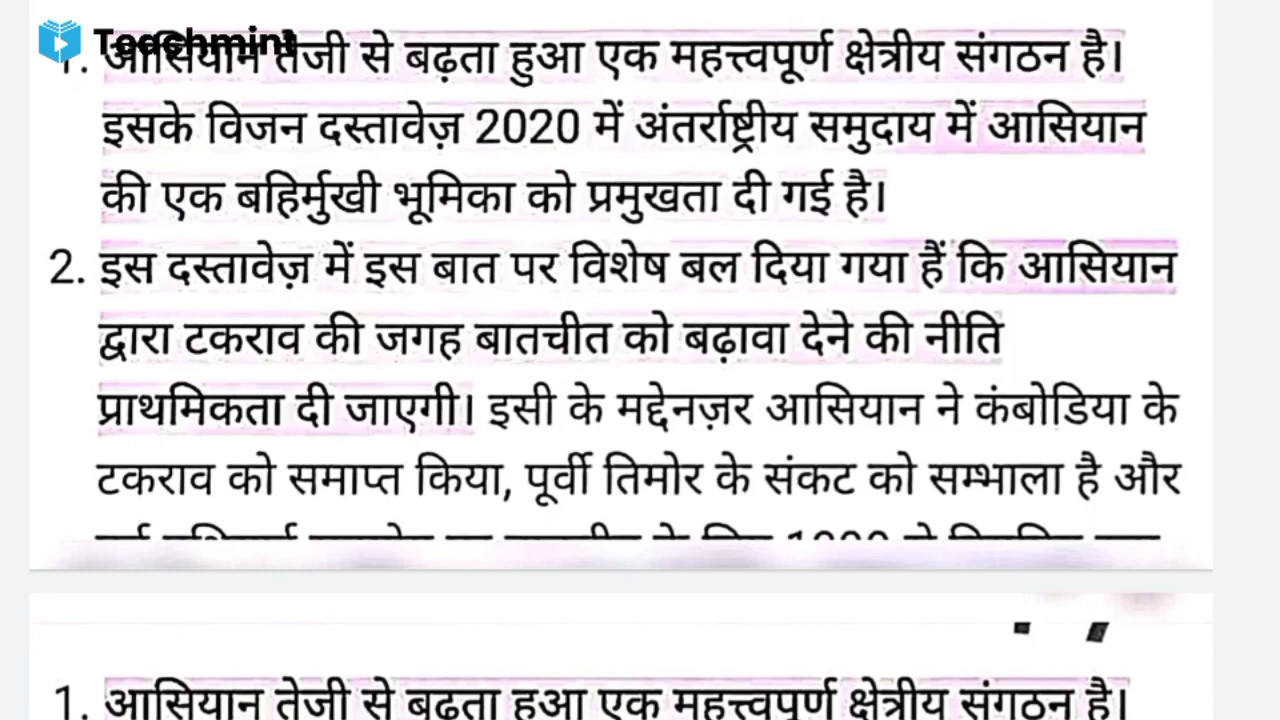 Teachmint
1. आसियान तेजी से बढ़ता हुआ एक महत्त्वपूर्ण क्षेत्रीय संगठन है।
इसके विजन दस्तावेज़ 2020 में अंतर्राष्ट्रीय समुदाय में आसियान
की एक बहिर्मुखी भूमिका को प्रमुखता दी गई है।
2. इस दस्तावेज़ में इस बात पर विशेष बल दिया गया हैं कि आसियान
द्वारा टकराव की जगह बातचीत को बढ़ावा देने की नीति
प्राथमिकता दी जाएगी। इसी के मद्देनज़र आसियान ने कंबोडिया के
टकराव को समाप्त किया, पूर्वी तिमोर के संकट को सम्भाला है और
1. आसियान तेजी से बढ़ता हुआ एक महत्त्वपूर्ण क्षेत्रीय संगठन है।